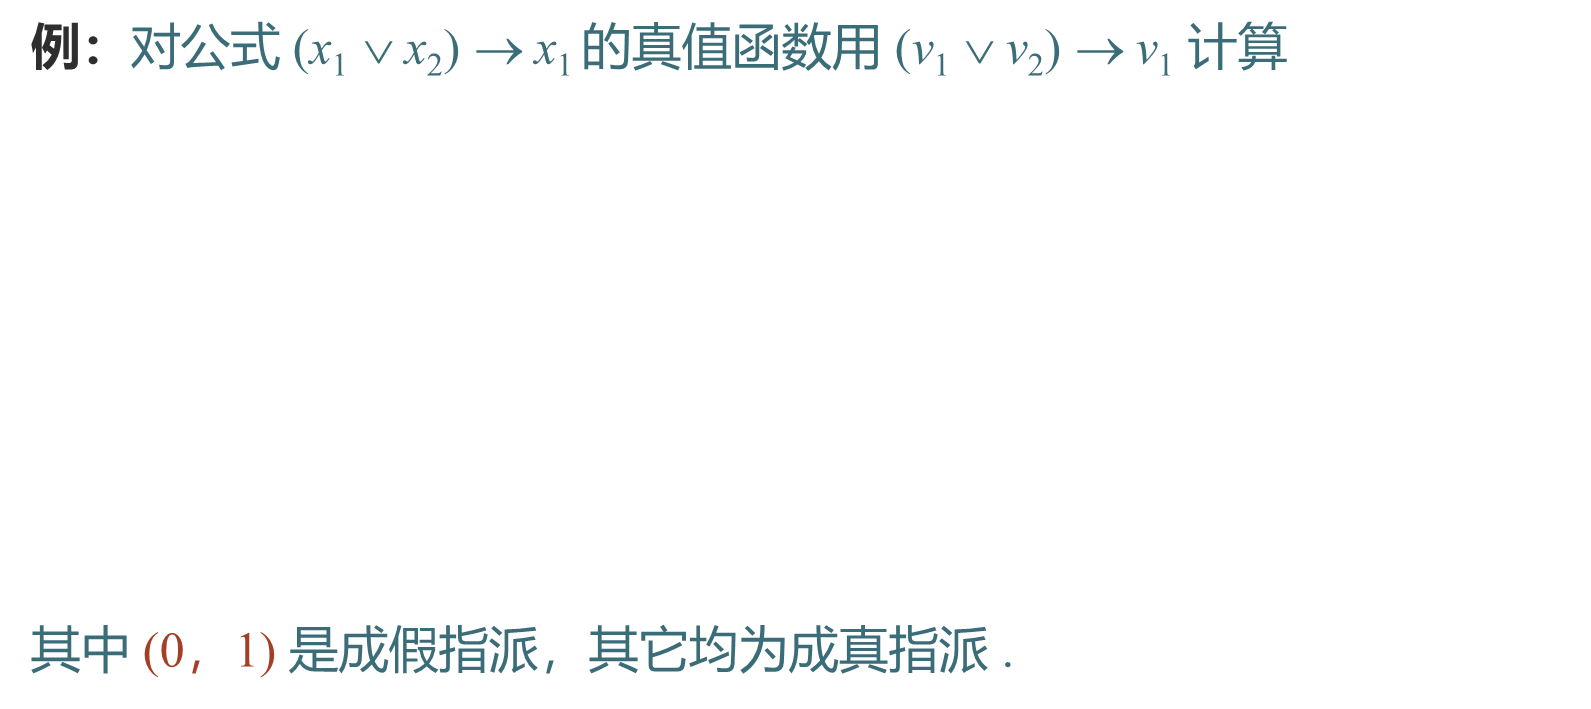 例：对公式 (x₁ ∨ x₂) → x₁ 的真值函数用 (v₁ ∨ v₂) → v₁ 计算
其中 (0，1) 是成假指派，其它均为成真指派 .